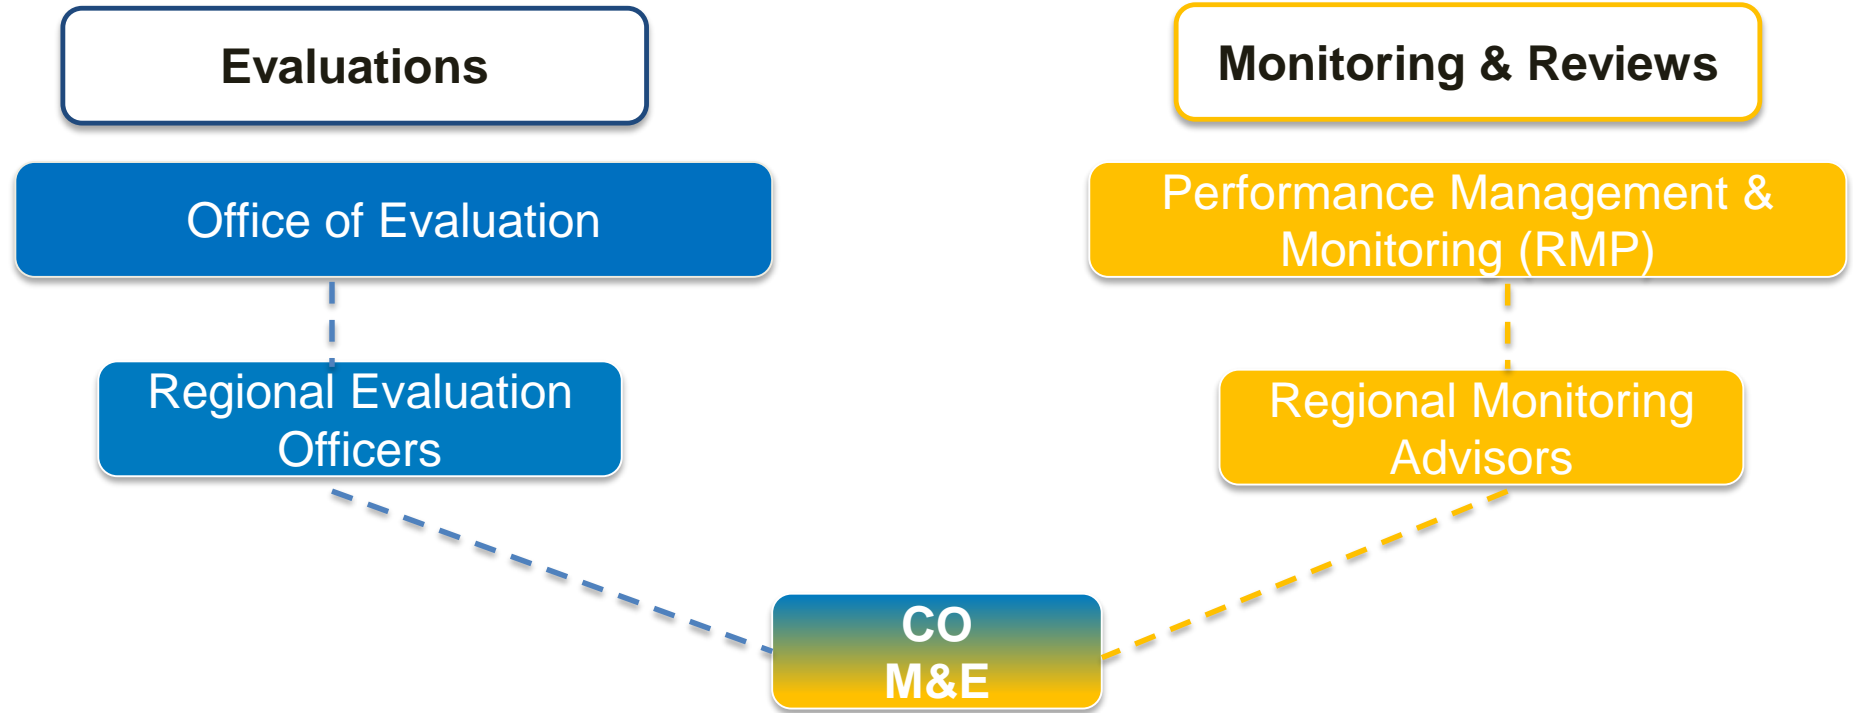 Evaluations
Monitoring & Reviews
Office of Evaluation
Performance Management &
Monitoring (RMP)
Regional Evaluation
Officers
Regional Monitoring
Advisors
CO
M&E